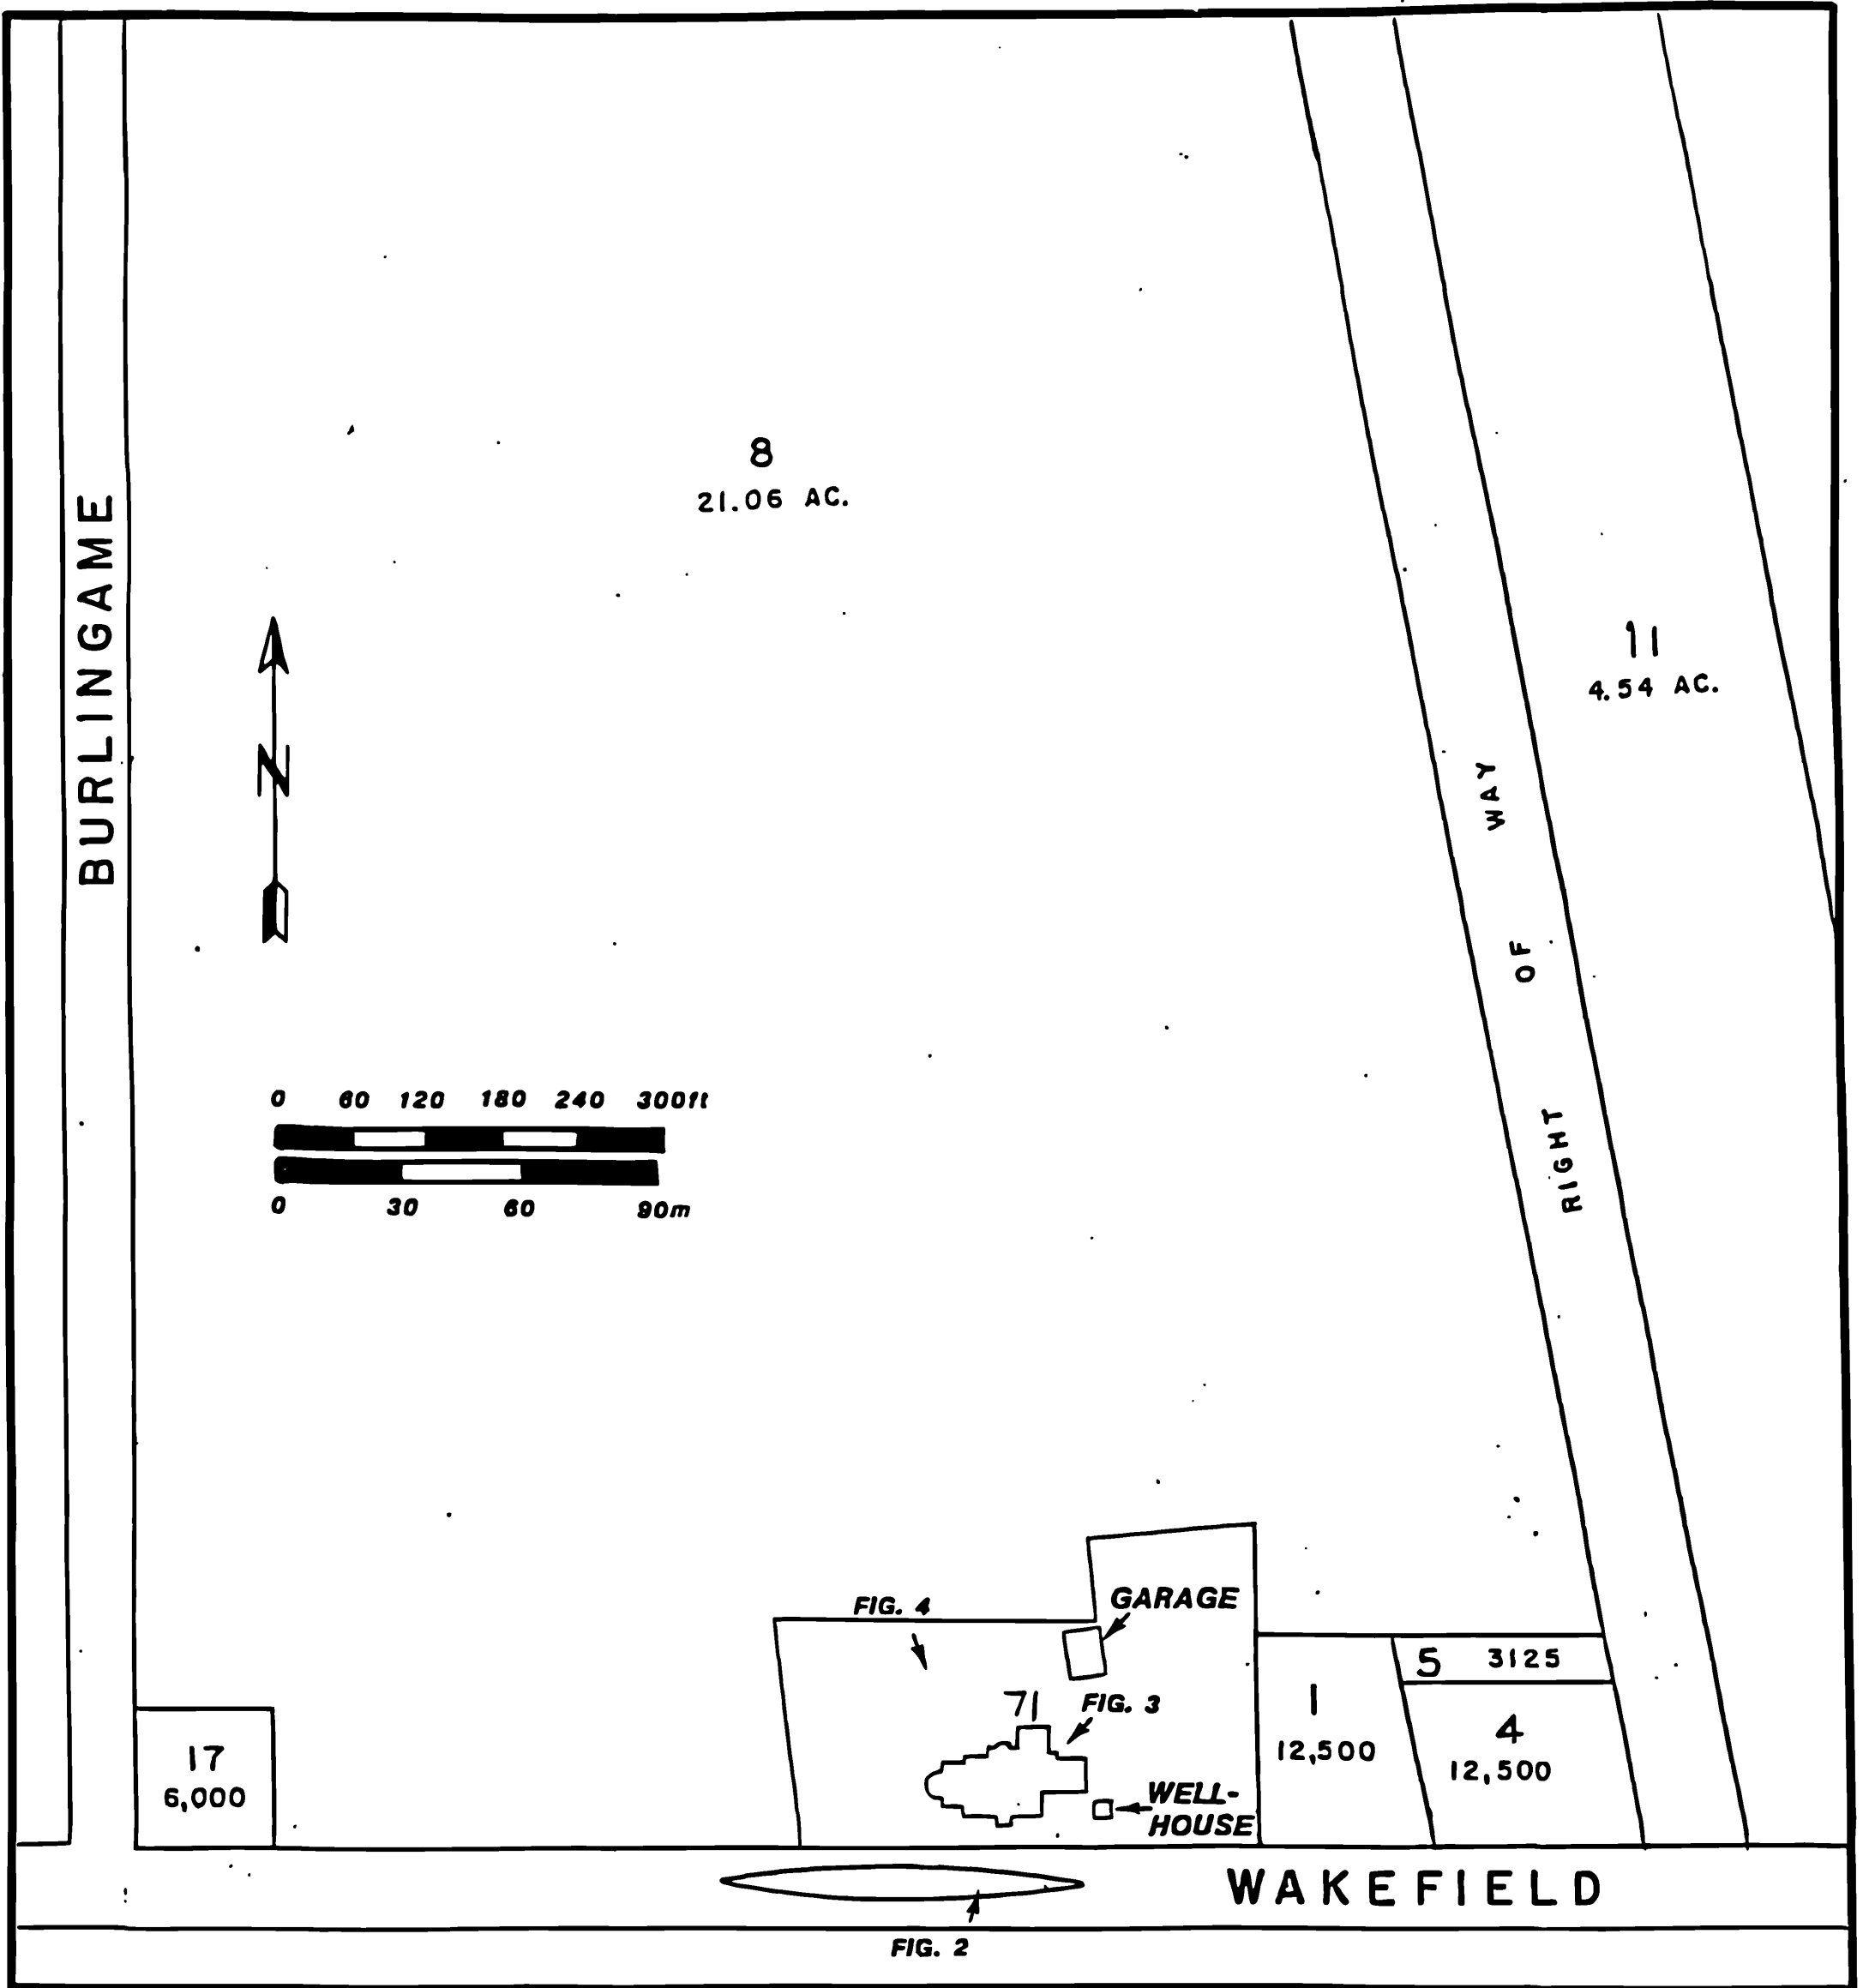 8
21.06 AC.
BURLINGAME
11
4.54 AC.
N
RIGHT OF WAY
0 60 120 180 240 300ft
0 30 60 90m
FIG. 4
GARAGE
71
FIG. 3
WELL-
HOUSE
17
6,000
1
12,500
5 3125
4
12,500
WAKEFIELD
FIG. 2